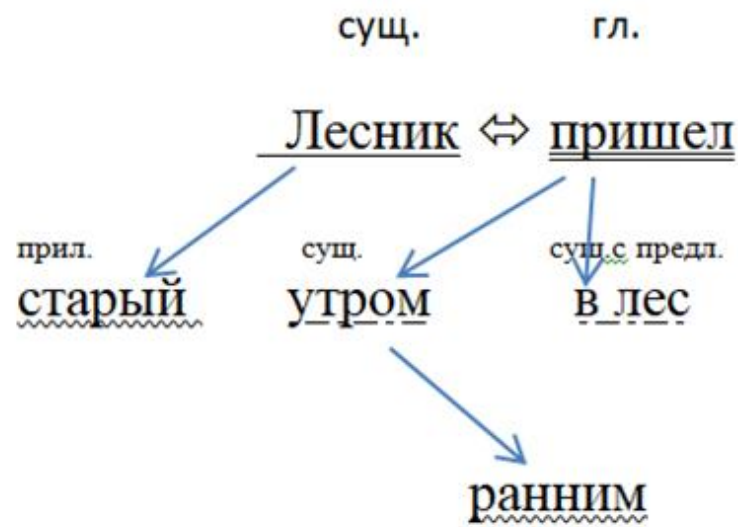 сущ. гл.
Лесник ⇔ пришел
прил. сущ. сущ.с предл.
старый утром в лес
ранним